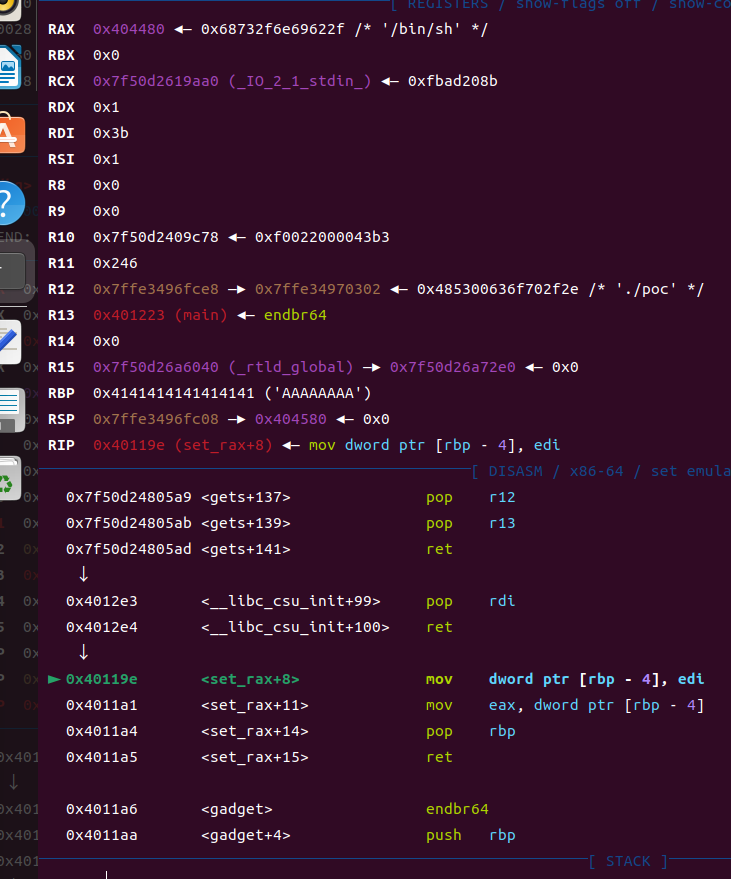 [ REGISTERS / show-flags off / show-co
RAX 0x404480 ◂— 0x68732f6e69622f /* '/bin/sh' */
RBX 0x0
RCX 0x7f50d2619aa0 (_IO_2_1_stdin_) ◂— 0xfbad208b
RDX 0x1
RDI 0x3b
RSI 0x1
R8 0x0
R9 0x0
R10 0x7f50d2409c78 ◂— 0xf0022000043b3
R11 0x246
R12 0x7ffe3496fce8 —▸ 0x7ffe34970302 ◂— 0x485300636f702f2e /* './poc' */
R13 0x401223 (main) ◂— endbr64
R14 0x0
R15 0x7f50d26a6040 (_rtld_global) —▸ 0x7f50d26a72e0 ◂— 0x0
RBP 0x4141414141414141 ('AAAAAAAA')
RSP 0x7ffe3496fc08 —▸ 0x404580 ◂— 0x0
RIP 0x40119e (set_rax+8) ◂— mov dword ptr [rbp - 4], edi
[ DISASM / x86-64 / set emula
0x7f50d24805a9 <gets+137> pop r12
0x7f50d24805ab <gets+139> pop r13
0x7f50d24805ad <gets+141> ret
↓
0x4012e3 <__libc_csu_init+99> pop rdi
0x4012e4 <__libc_csu_init+100> ret
↓
► 0x40119e <set_rax+8> mov dword ptr [rbp - 4], edi
0x4011a1 <set_rax+11> mov eax, dword ptr [rbp - 4]
0x4011a4 <set_rax+14> pop rbp
0x4011a5 <set_rax+15> ret
0x4011a6 <gadget> endbr64
0x4011aa <gadget+4> push rbp
[ STACK ]